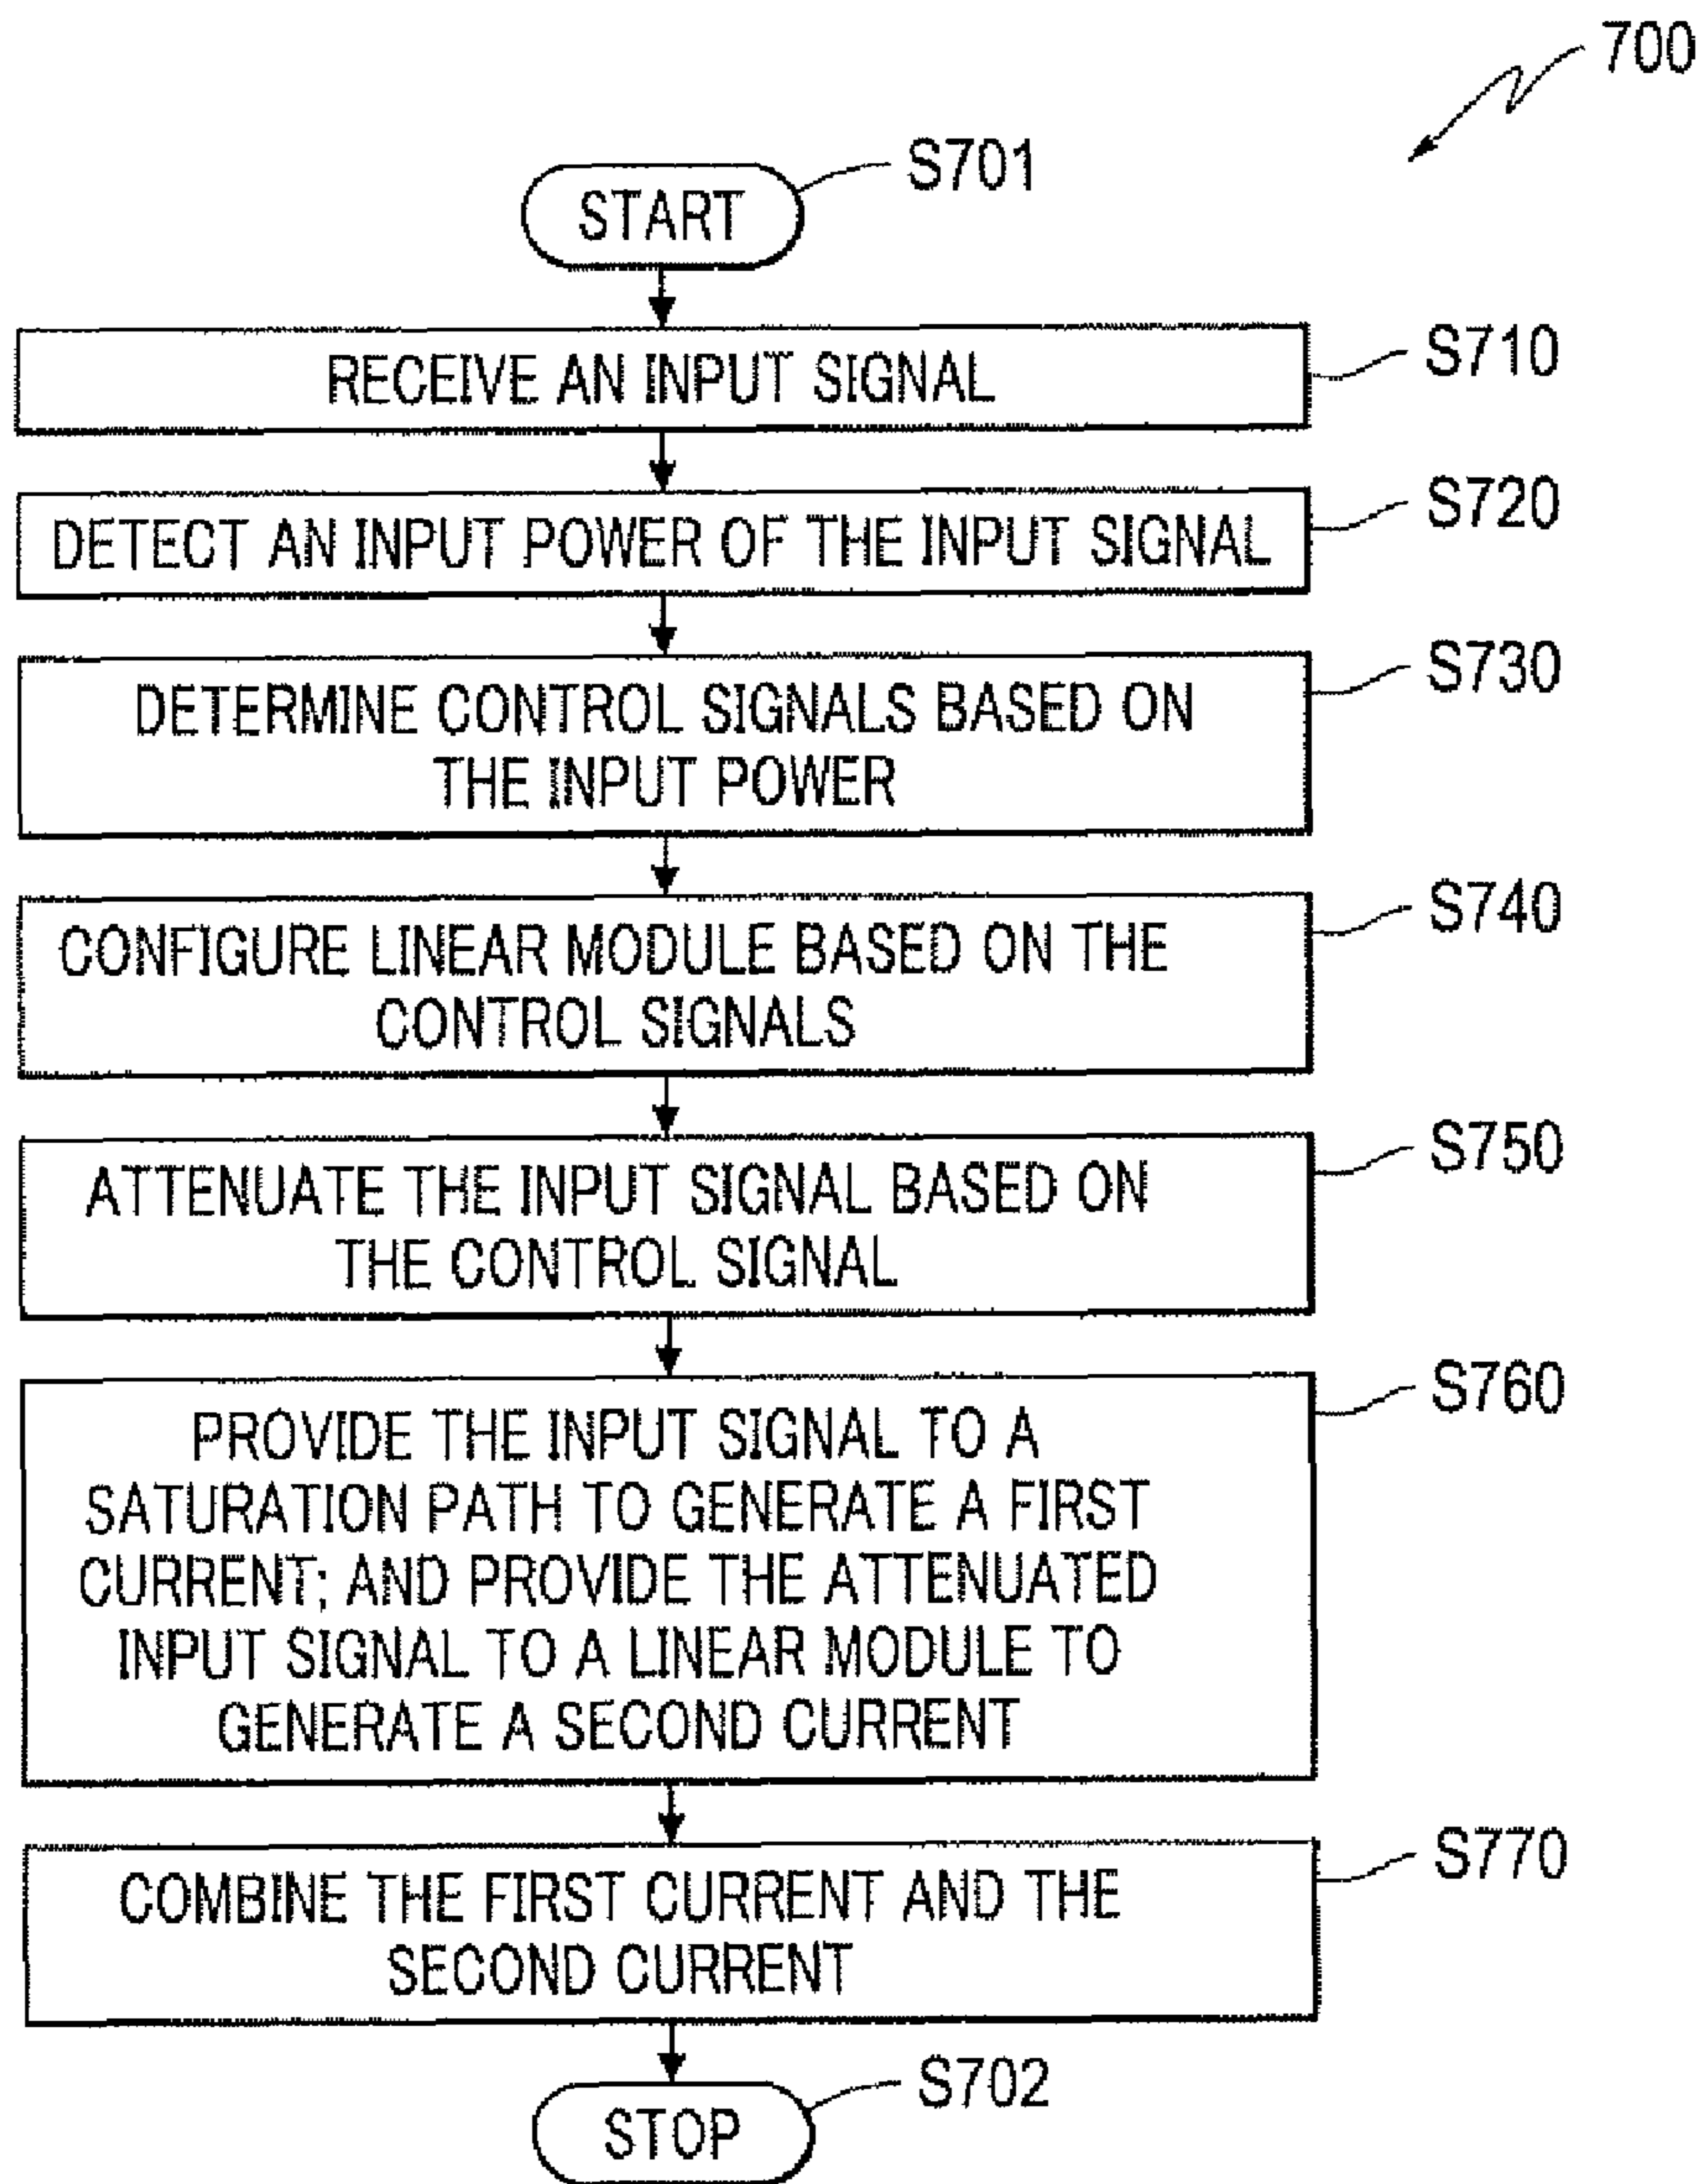 700
START
S701
RECEIVE AN INPUT SIGNAL
S710
DETECT AN INPUT POWER OF THE INPUT SIGNAL
S720
DETERMINE CONTROL SIGNALS BASED ON
THE INPUT POWER
S730
CONFIGURE LINEAR MODULE BASED ON THE
CONTROL SIGNALS
S740
ATTENUATE THE INPUT SIGNAL BASED ON
THE CONTROL SIGNAL
S750
PROVIDE THE INPUT SIGNAL TO A
SATURATION PATH TO GENERATE A FIRST
CURRENT; AND PROVIDE THE ATTENUATED
INPUT SIGNAL TO A LINEAR MODULE TO
GENERATE A SECOND CURRENT
S760
COMBINE THE FIRST CURRENT AND THE
SECOND CURRENT
S770
STOP
S702